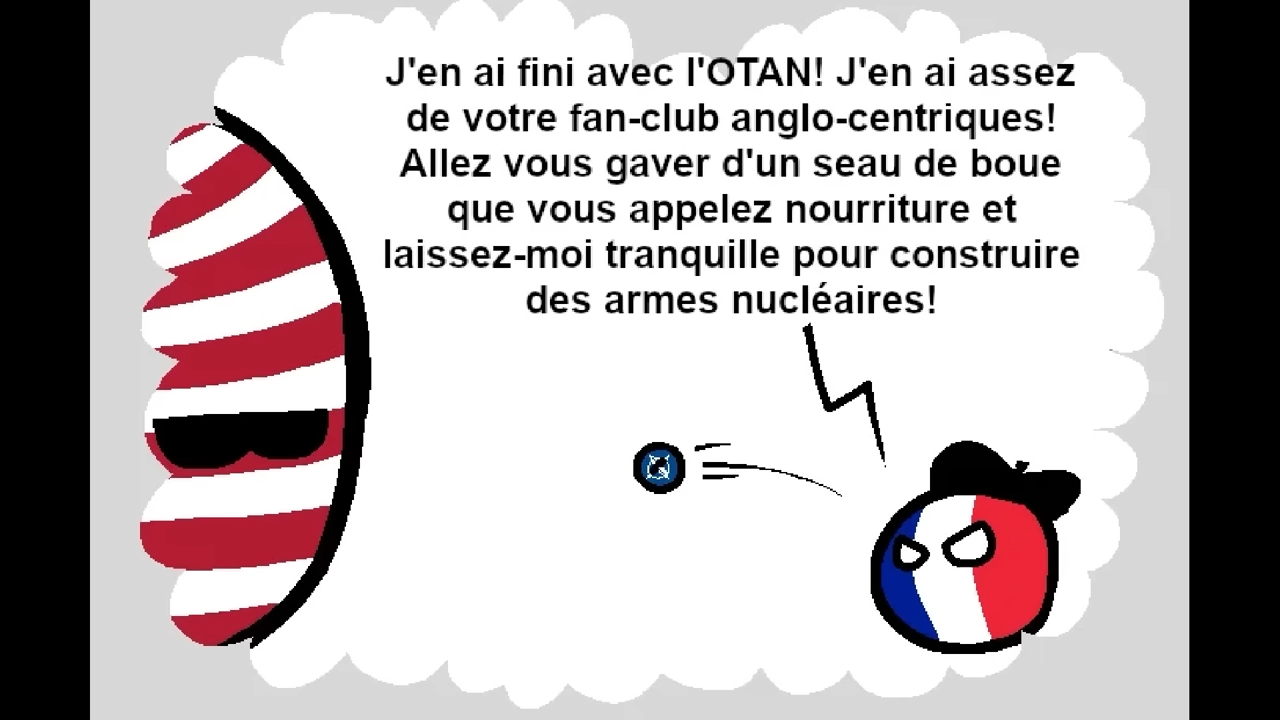 J'en ai fini avec l'OTAN! J'en ai assez
de votre fan-club anglo-centriques!
Allez vous gaver d'un seau de boue
que vous appelez nourriture et
laissez-moi tranquille pour construire
des armes nucléaires!